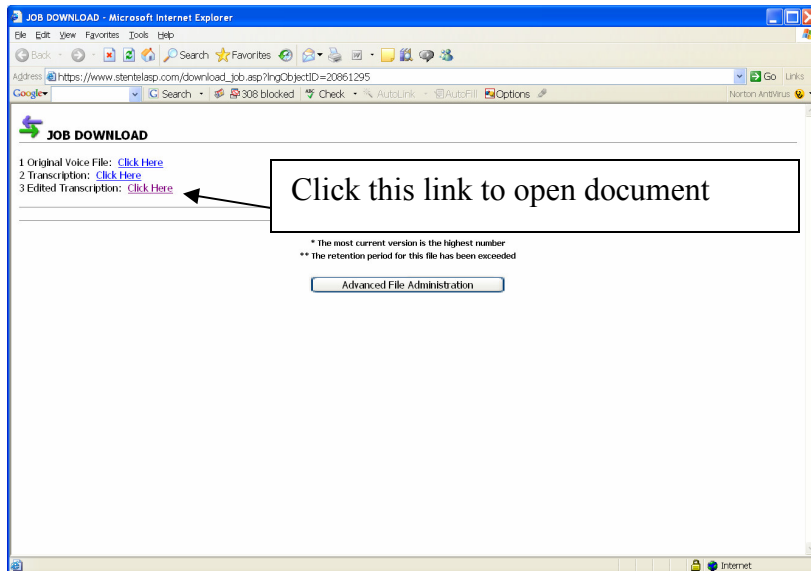 JOB DOWNLOAD - Microsoft Internet Explorer
File Edit View Favorites Tools Help
Back Search Favorites
Address https://www.stentelasp.com/download_job.asp?lngObjectID=20861295 Go Links
Google Search 308 blocked Check AutoLink AutoFill Options Norton AntiVirus
JOB DOWNLOAD
1 Original Voice File: Click Here
2 Transcription: Click Here
3 Edited Transcription: Click Here
Click this link to open document
* The most current version is the highest number
** The retention period for this file has been exceeded
Advanced File Administration
Internet